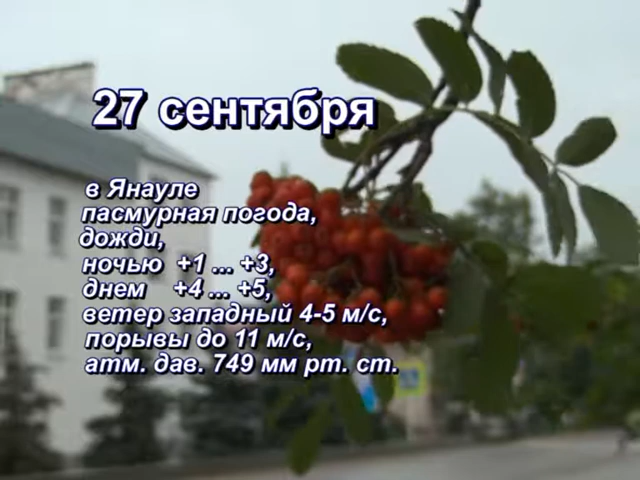 27 сентября
в Янауле
пасмурная погода,
дожди,
ночью +1 ... +3,
днем +4 ... +5,
ветер западный 4-5 м/с,
порывы до 11 м/с,
атм. дав. 749 мм рт. ст.